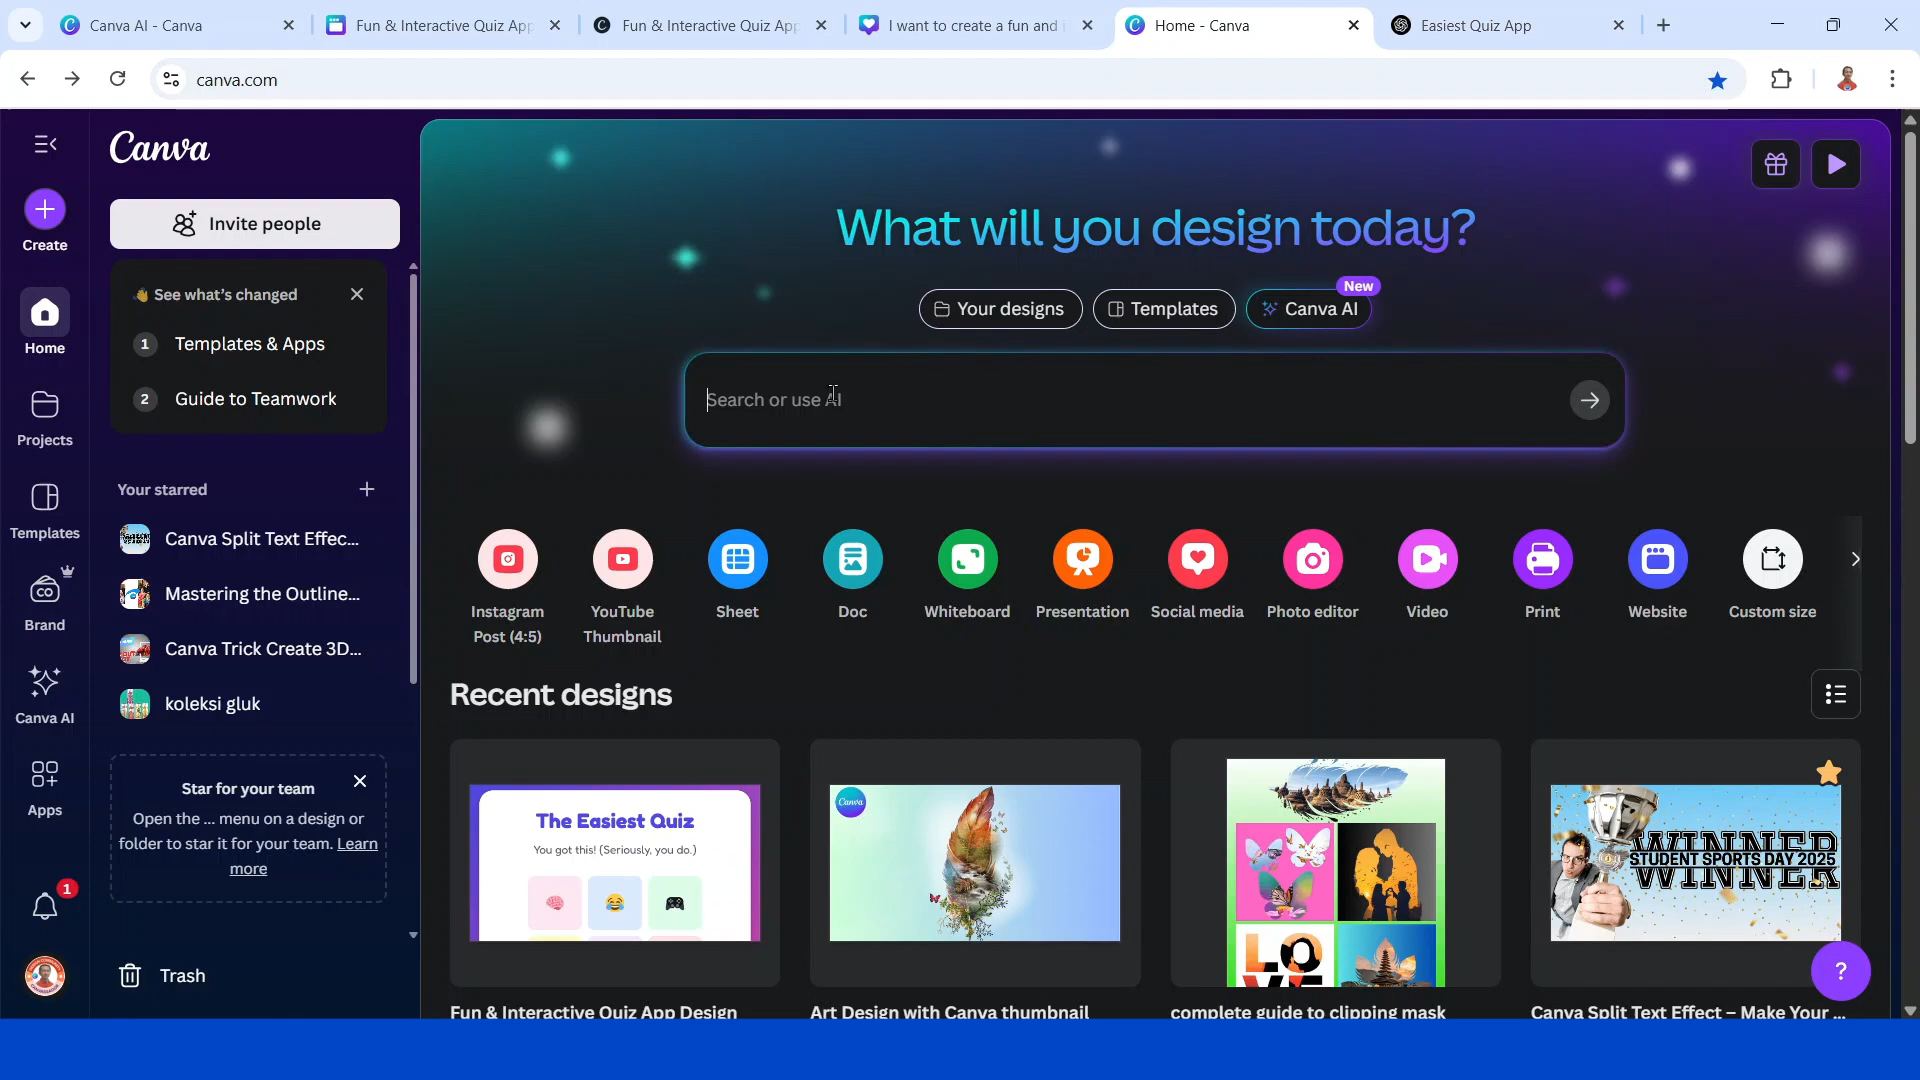 Canva AI - Canva
Fun & Interactive Quiz App
Fun & Interactive Quiz App
I want to create a fun and i
Home - Canva
Easiest Quiz App
canva.com
Canva
Create
Home
Projects
Templates
Brand
Canva AI
Apps
1
Invite people
👋 See what's changed
1 Templates & Apps
2 Guide to Teamwork
Your starred
Canva Split Text Effec...
Mastering the Outline...
Canva Trick Create 3D...
koleksi gluk
Star for your team
Open the ... menu on a design or
folder to star it for your team. Learn
more
Trash
What will you design today?
New
Your designs
Templates
Canva AI
Search or use AI
Instagram
Post (4:5)
YouTube
Thumbnail
Sheet
Doc
Whiteboard
Presentation
Social media
Photo editor
Video
Print
Website
Custom size
Recent designs
The Easiest Quiz
You got this! (Seriously, you do.)
Canva
LO
VE
WINNER
STUDENT SPORTS DAY 2025
WINNER
?
Fun & Interactive Quiz App Design
Art Design with Canva thumbnail
complete guide to clipping mask
Canva Split Text Effect – Make Your ...